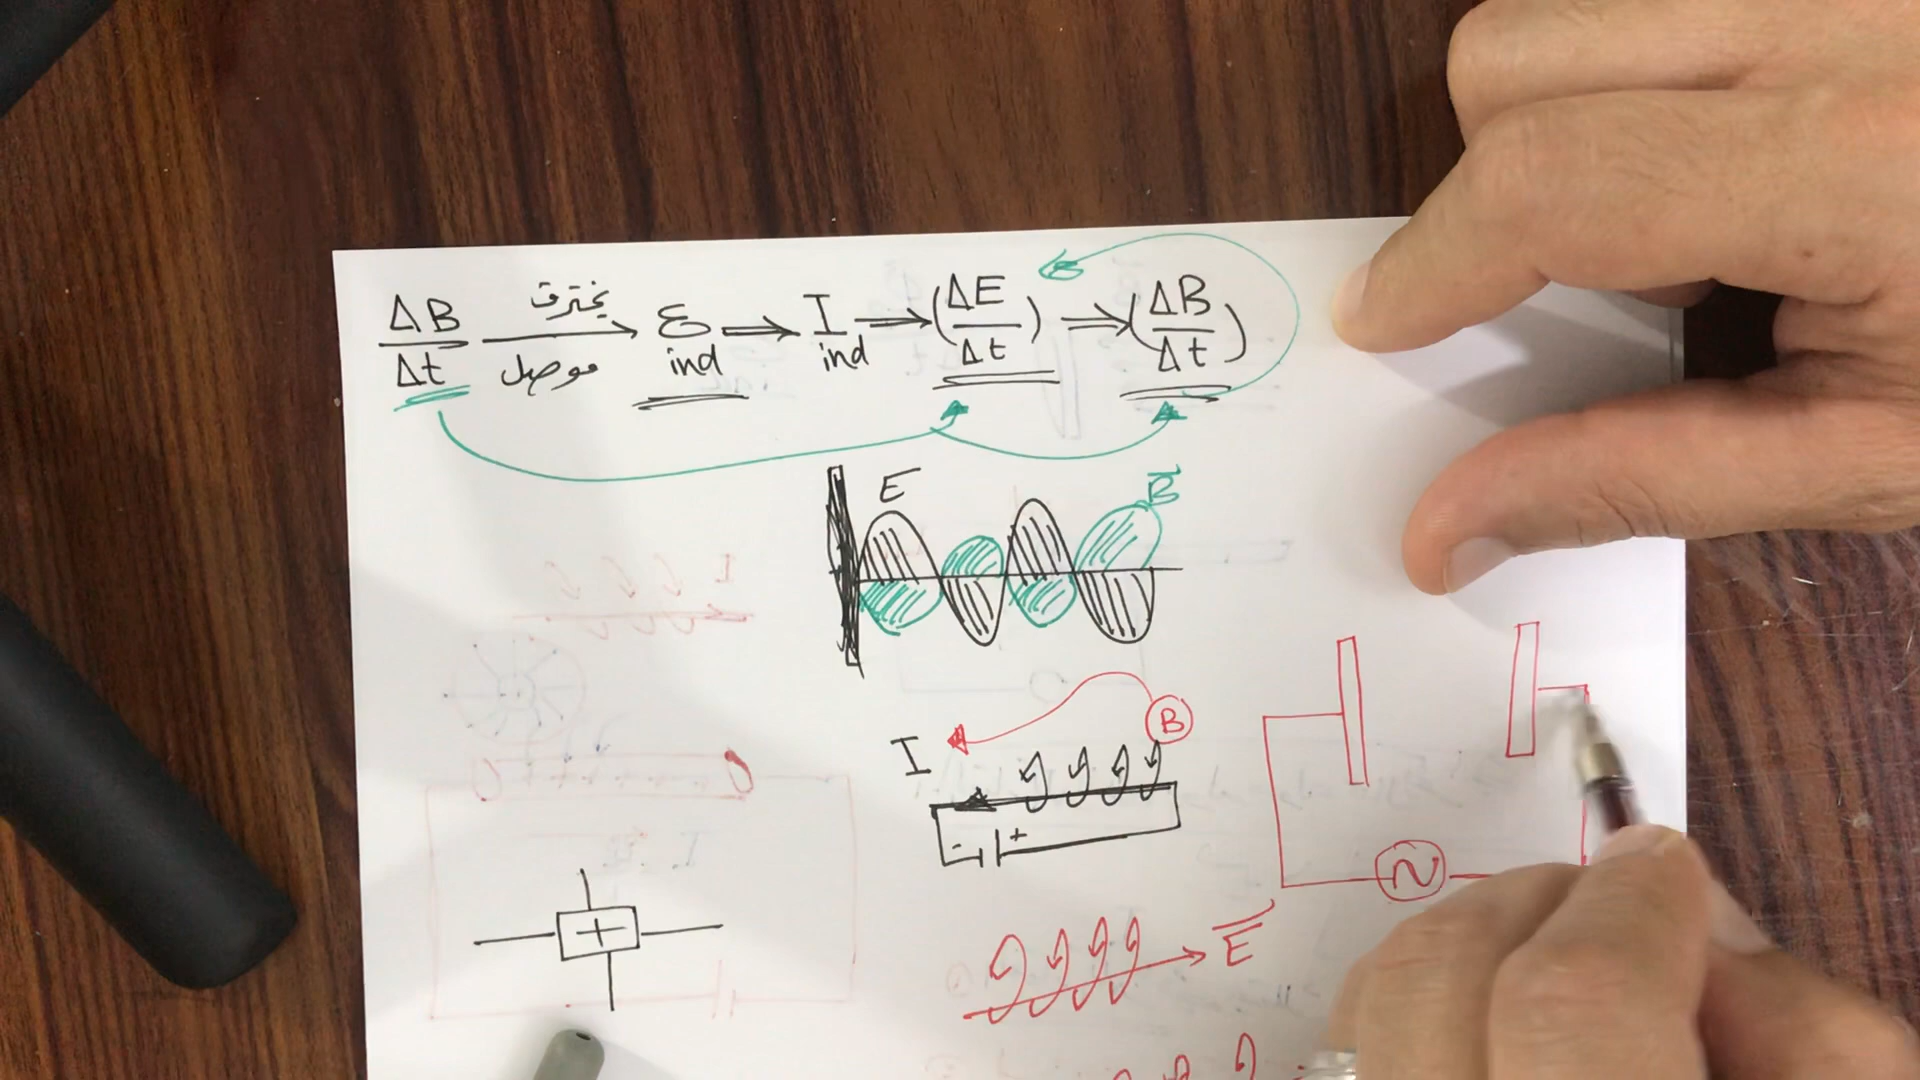 ΔB/Δt يخترق موصل → ε ind → I ind → (ΔE/Δt) → (ΔB/Δt)
E B
B
I
- +
+
E